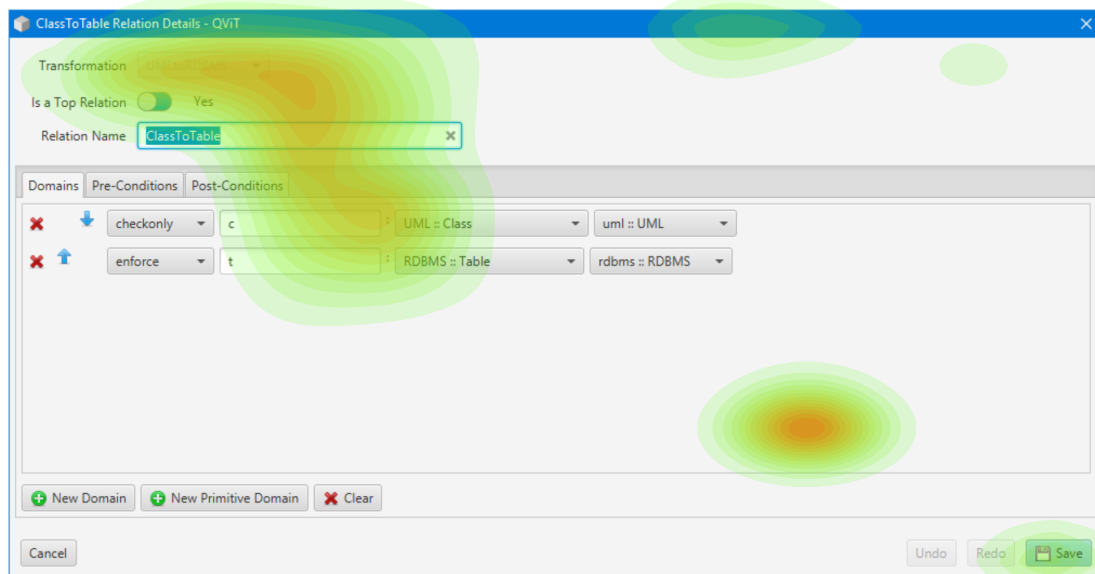 ClassToTable Relation Details - QViT
Transformation UML2RDBMS
Is a Top Relation Yes
Relation Name ClassToTable
Domains Pre-Conditions Post-Conditions
checkonly c : UML :: Class uml :: UML
enforce t : RDBMS :: Table rdbms :: RDBMS
New Domain New Primitive Domain Clear
Cancel Undo Redo Save